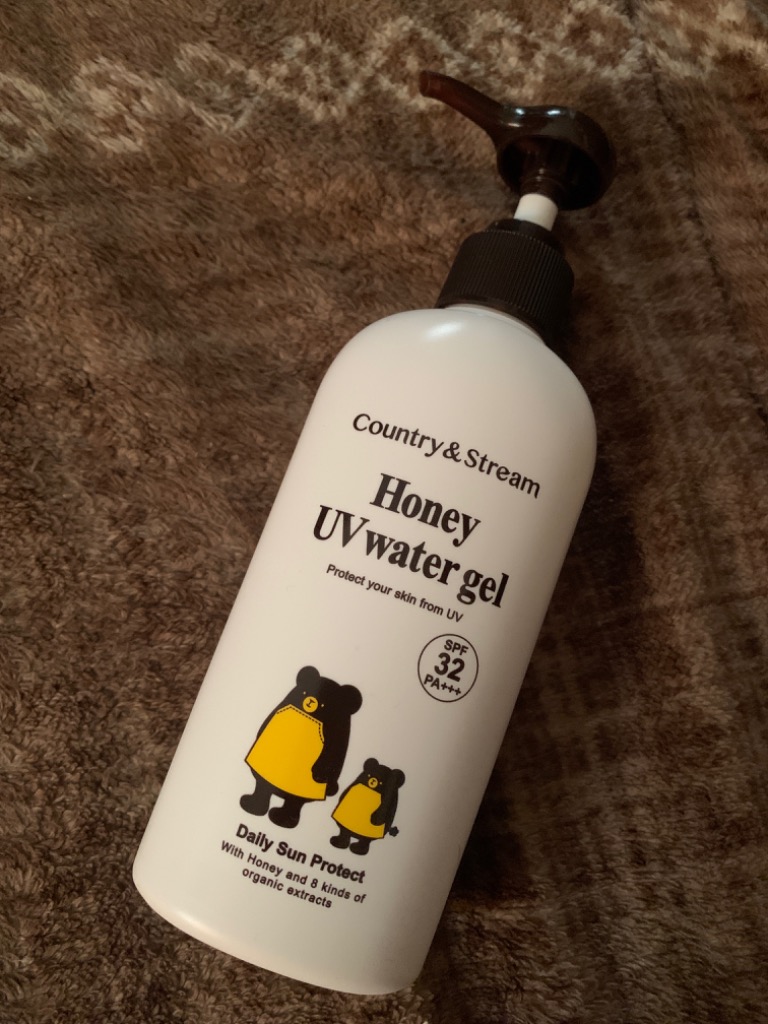 Country&Stream
Honey
UV water gel
Protect your skin from UV
SPF
32
PA+++
Daily Sun Protect
With Honey and 8 kinds of
organic extracts